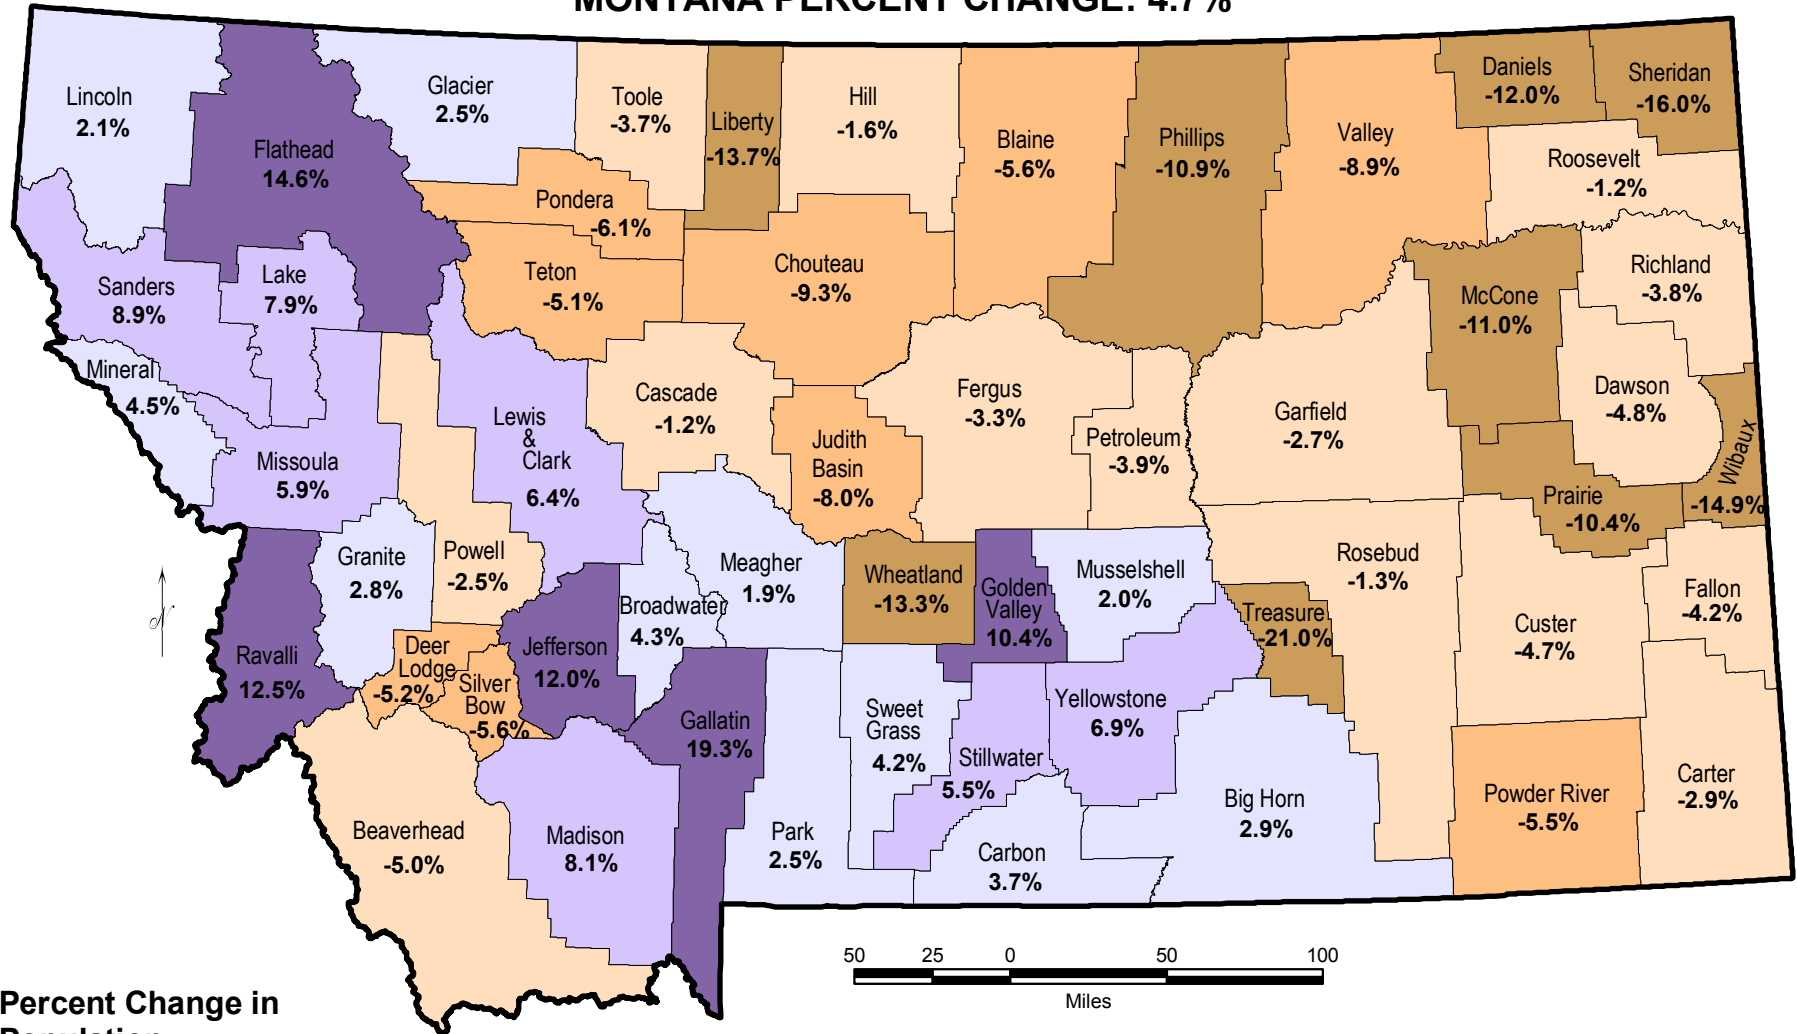 MONTANA PERCENT CHANGE: 4.7%
Lincoln
2.1%
Flathead
14.6%
Glacier
2.5%
Toole
-3.7%
Liberty
-13.7%
Hill
-1.6%
Blaine
-5.6%
Phillips
-10.9%
Valley
-8.9%
Daniels
-12.0%
Sheridan
-16.0%
Roosevelt
-1.2%
Pondera
-6.1%
Teton
-5.1%
Chouteau
-9.3%
Sanders
8.9%
Lake
7.9%
McCone
-11.0%
Richland
-3.8%
Mineral
4.5%
Missoula
5.9%
Lewis
&
Clark
6.4%
Cascade
-1.2%
Judith
Basin
-8.0%
Fergus
-3.3%
Petroleum
-3.9%
Garfield
-2.7%
Dawson
-4.8%
Wibaux
-14.9%
Prairie
-10.4%
Granite
2.8%
Powell
-2.5%
Broadwater
4.3%
Meagher
1.9%
Wheatland
-13.3%
Golden
Valley
10.4%
Musselshell
2.0%
Treasure
-21.0%
Rosebud
-1.3%
Custer
-4.7%
Fallon
-4.2%
Ravalli
12.5%
Deer
Lodge
-5.2%
Silver
Bow
-5.6%
Jefferson
12.0%
Gallatin
19.3%
Sweet
Grass
4.2%
Stillwater
5.5%
Yellowstone
6.9%
Big Horn
2.9%
Powder River
-5.5%
Carter
-2.9%
Beaverhead
-5.0%
Madison
8.1%
Park
2.5%
Carbon
3.7%
N
50 25 0 50 100
Miles
Percent Change in
Population